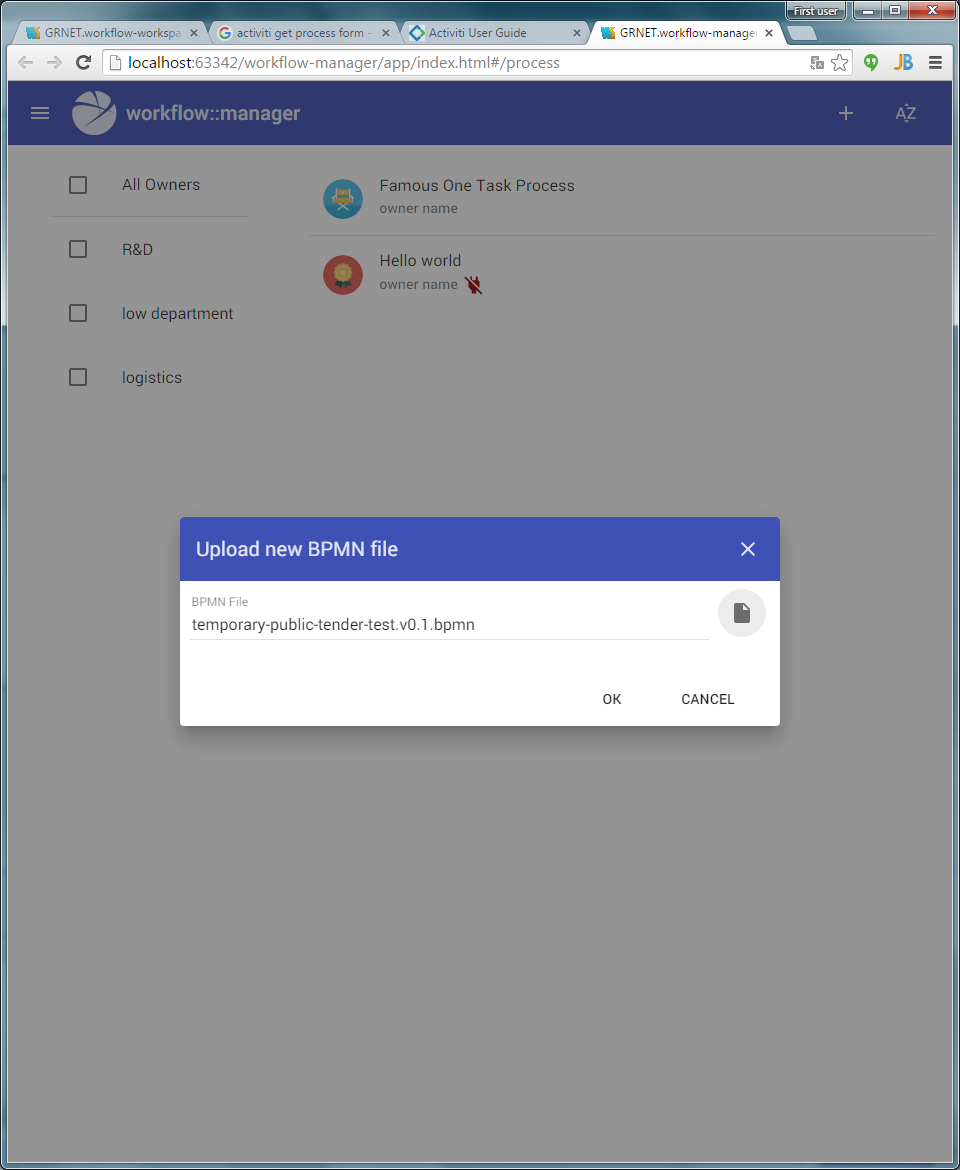 First user
GRNET.workflow-workspa
activiti get process form -
Activiti User Guide
GRNET.workflow-manage
localhost:63342/workflow-manager/app/index.html#/process
JB
workflow::manager
AZ
All Owners
R&D
low department
logistics
Famous One Task Process
owner name
Hello world
owner name
Upload new BPMN file
BPMN File
temporary-public-tender-test.v0.1.bpmn
OK
CANCEL